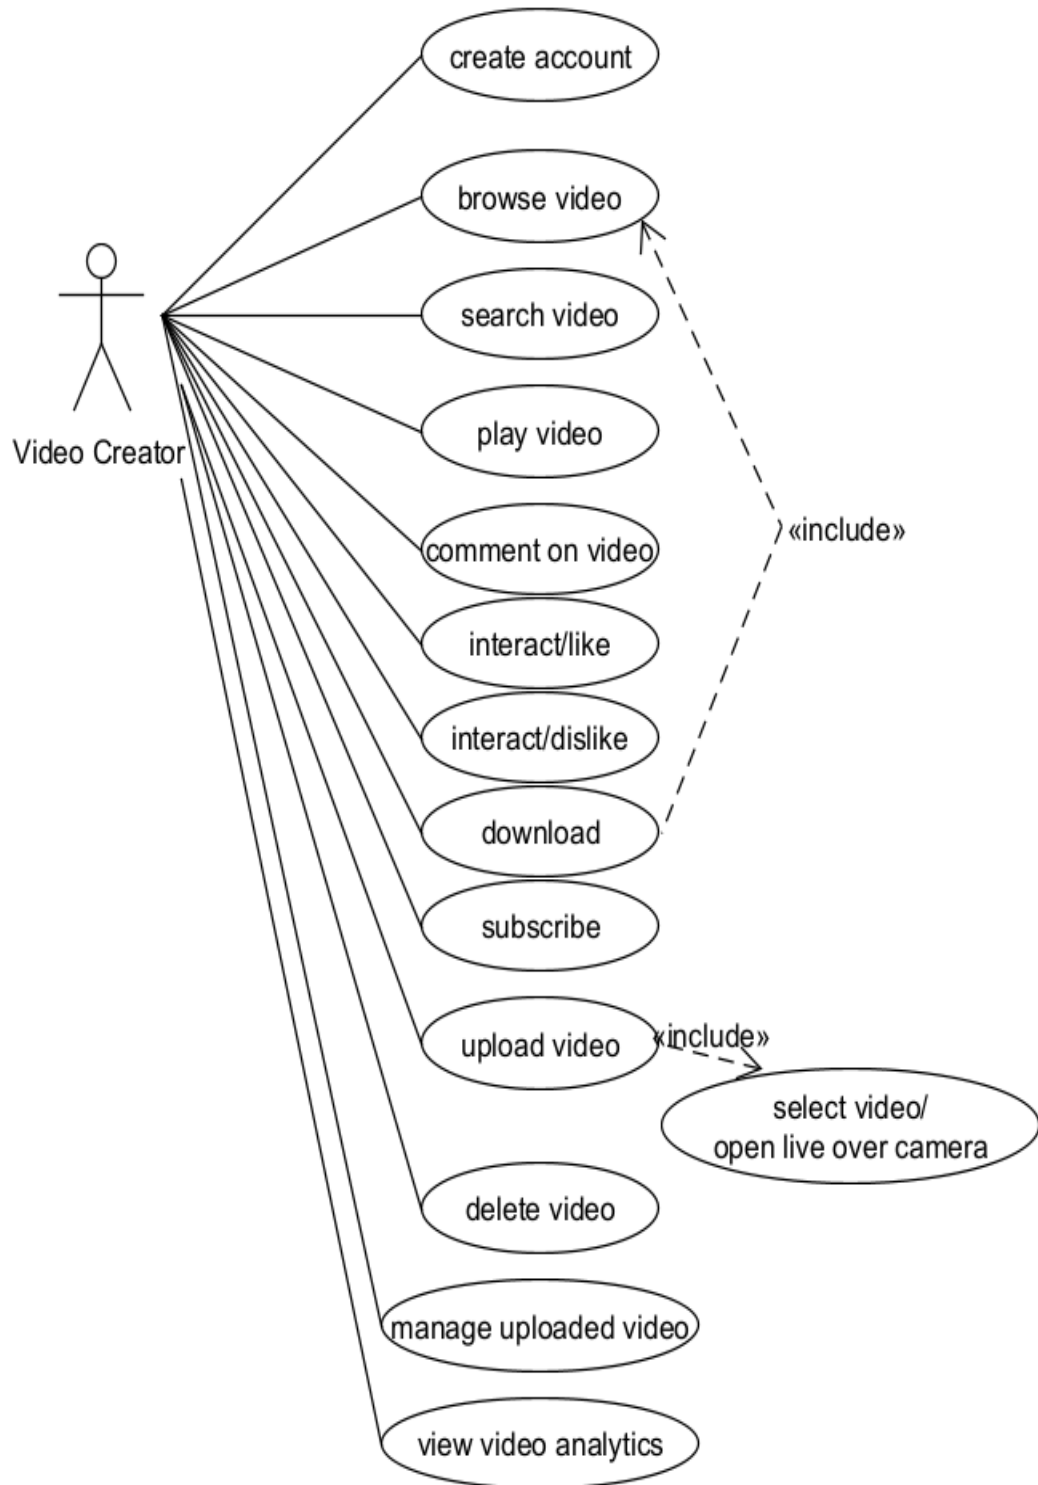 create account
browse video
search video
play video
Video Creator
«include»
comment on video
interact/like
interact/dislike
download
subscribe
upload video
«include»
select video/
open live over camera
delete video
manage uploaded video
view video analytics